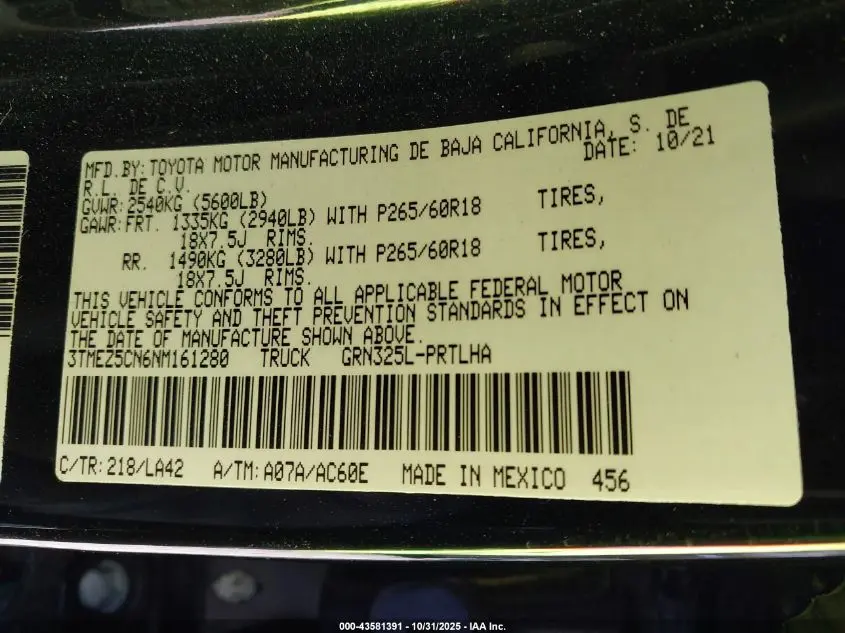 MFD.BY:TOYOTA MOTOR MANUFACTURING DE BAJA CALIFORNIA, S. DE
R.L. DE C.V. DATE: 10/21
GVWR:2540KG (5600LB)
GAWR:FRT. 1335KG (2940LB) WITH P265/60R18 TIRES,
18X7.5J RIMS.
RR. 1490KG (3280LB) WITH P265/60R18 TIRES,
18X7.5J RIMS.
THIS VEHICLE CONFORMS TO ALL APPLICABLE FEDERAL MOTOR
VEHICLE SAFETY AND THEFT PREVENTION STANDARDS IN EFFECT ON
THE DATE OF MANUFACTURE SHOWN ABOVE.
3TMEZ5CN6NM161280 TRUCK GRN325L-PRTLHA
C/TR:218/LA42 A/TM:A07A/AC60E MADE IN MEXICO 456
000-43581391 - 10/31/2025 - IAA Inc.